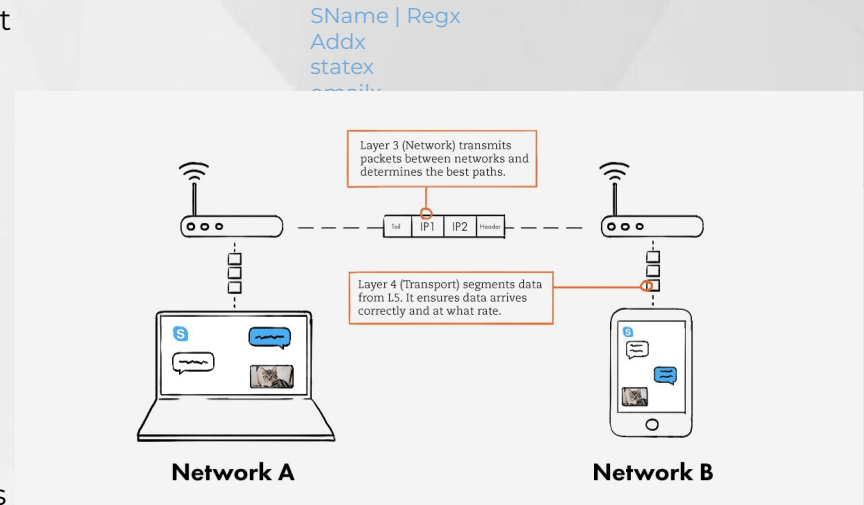 t
SName | Regx
Addx
statex
emailx
Layer 3 (Network) transmits
packets between networks and
determines the best paths.
Tail IP1 IP2 Header
Layer 4 (Transport) segments data
from L5. It ensures data arrives
correctly and at what rate.
S
S
Network A
Network B
s